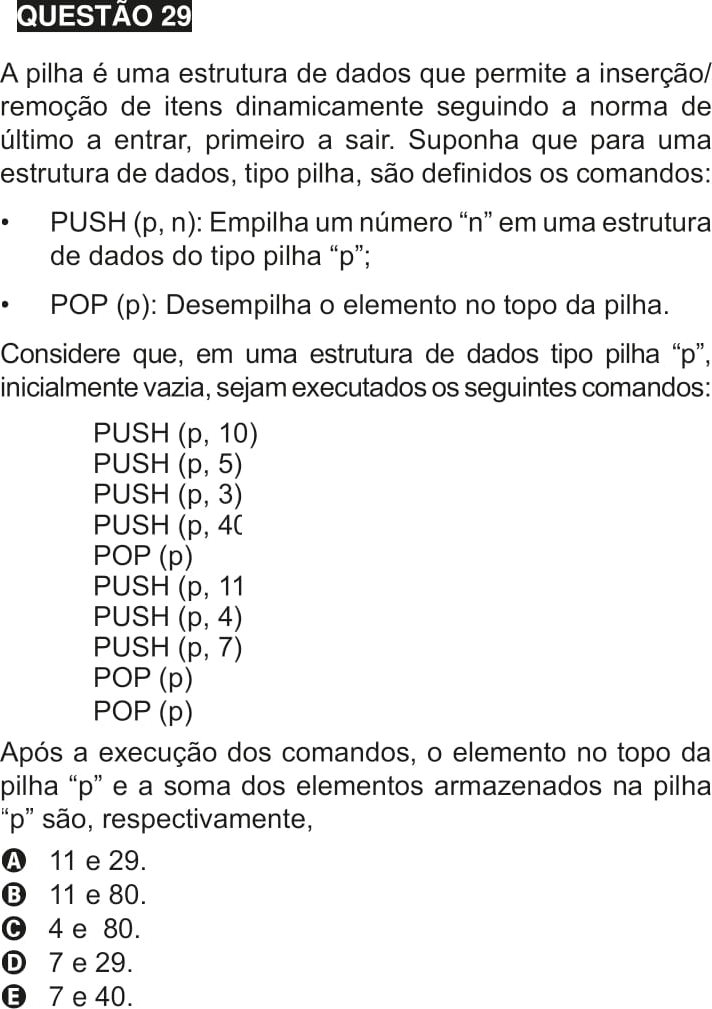 QUESTÃO 29
A pilha é uma estrutura de dados que permite a inserção/
remoção de itens dinamicamente seguindo a norma de
último a entrar, primeiro a sair. Suponha que para uma
estrutura de dados, tipo pilha, são definidos os comandos:
• PUSH (p, n): Empilha um número “n” em uma estrutura
de dados do tipo pilha “p”;
• POP (p): Desempilha o elemento no topo da pilha.
Considere que, em uma estrutura de dados tipo pilha “p”,
inicialmente vazia, sejam executados os seguintes comandos:
PUSH (p, 10)
PUSH (p, 5)
PUSH (p, 3)
PUSH (p, 40
POP (p)
PUSH (p, 11
PUSH (p, 4)
PUSH (p, 7)
POP (p)
POP (p)
Após a execução dos comandos, o elemento no topo da
pilha “p” e a soma dos elementos armazenados na pilha
“p” são, respectivamente,
A 11 e 29.
B 11 e 80.
C 4 e 80.
D 7 e 29.
E 7 e 40.